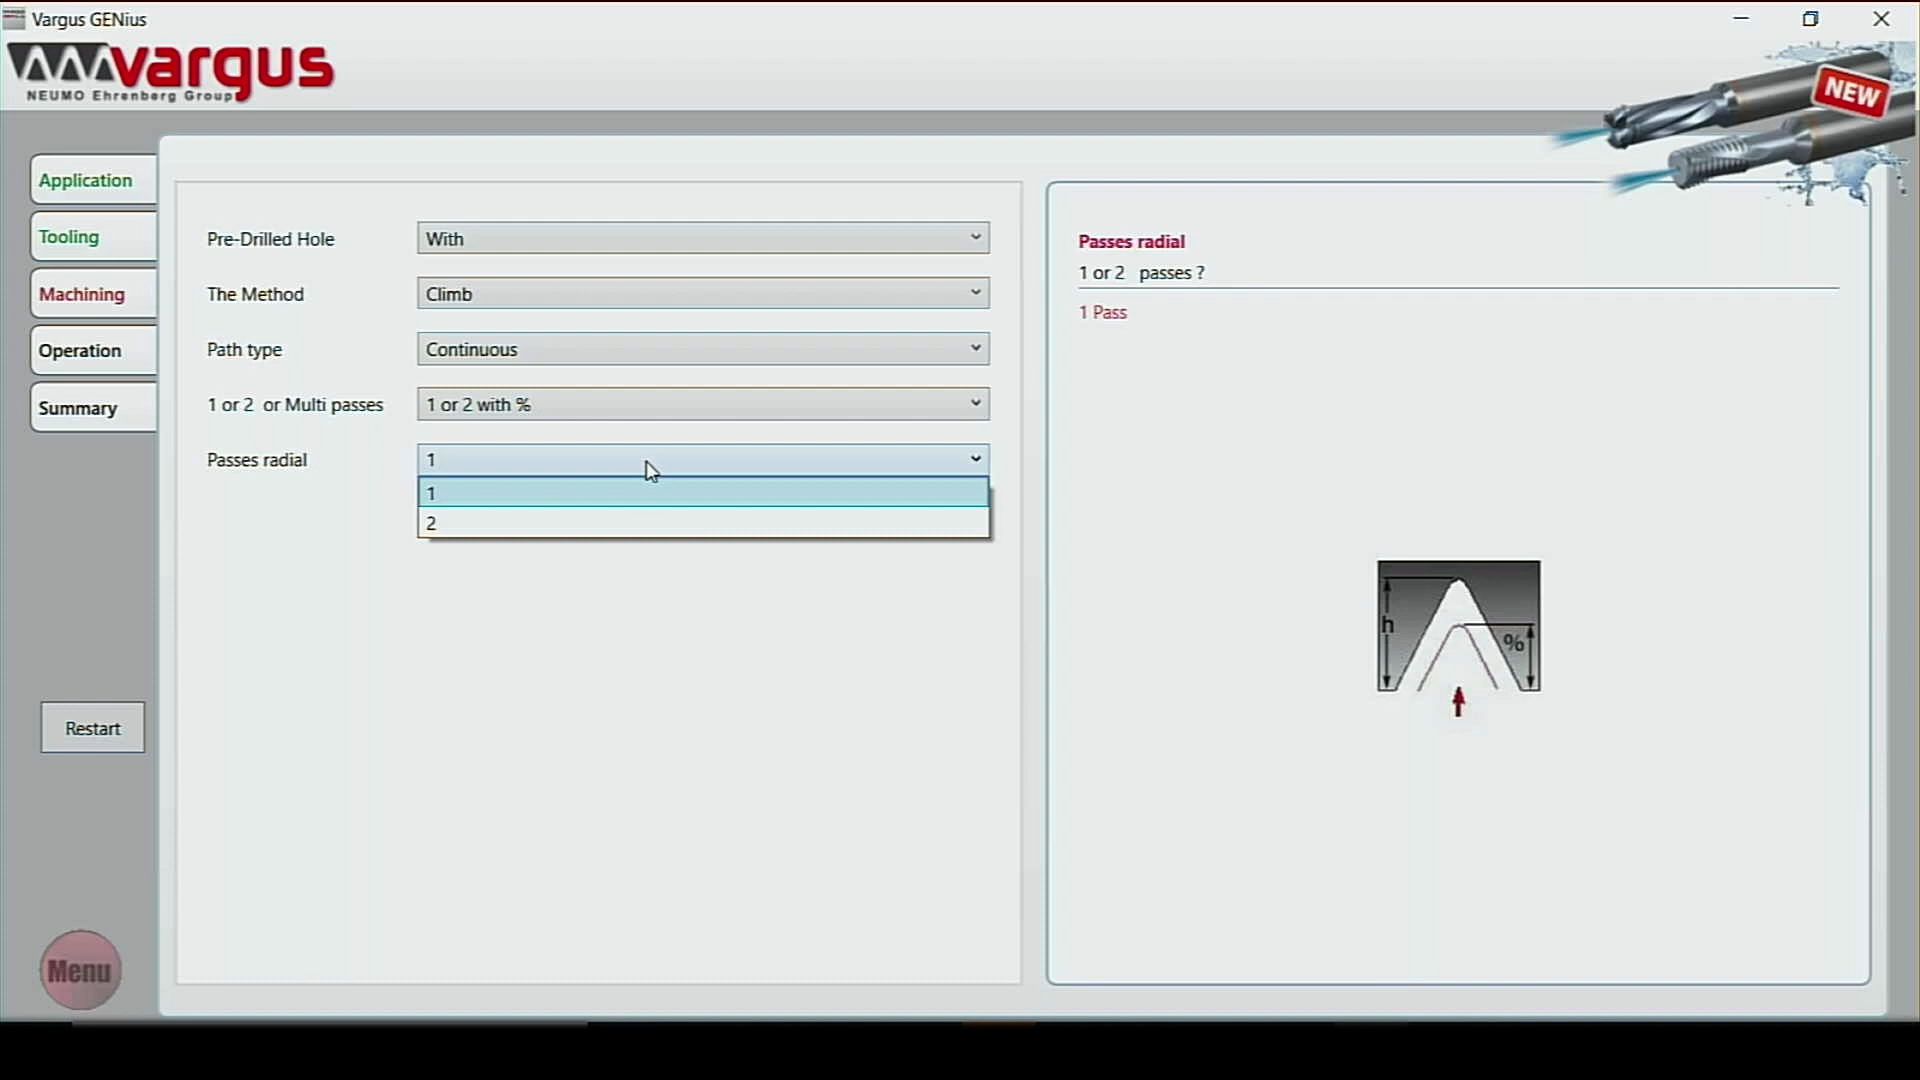 Vargus GENius
vargus
NEUMO Ehrenberg Group
NEW
Application
Tooling
Machining
Operation
Summary
Restart
Menu
Pre-Drilled Hole With
The Method Climb
Path type Continuous
1 or 2 or Multi passes 1 or 2 with %
Passes radial 1
1
2
Passes radial
1 or 2 passes ?
1 Pass
h
%